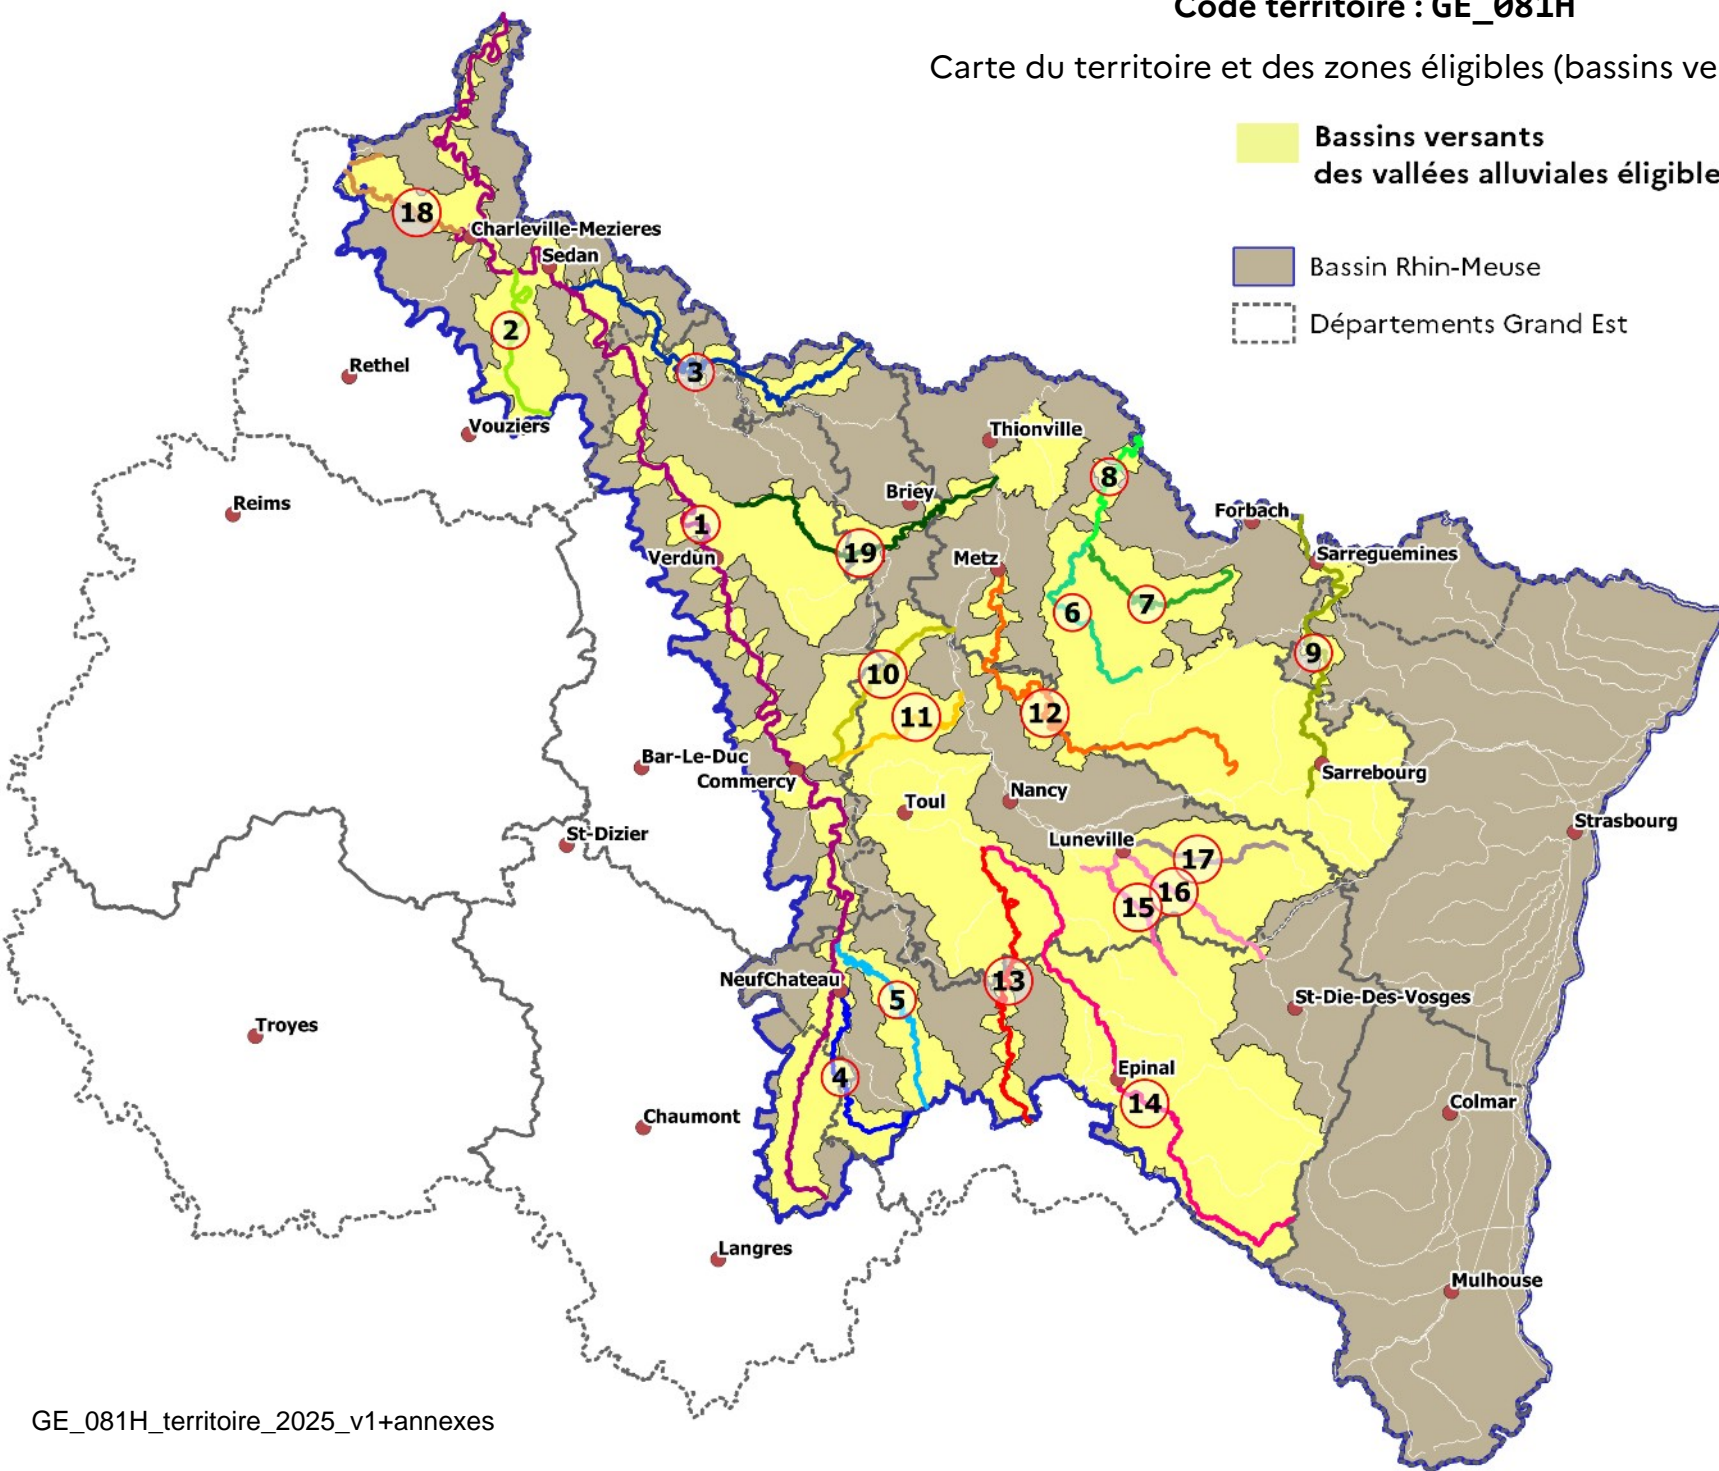 Code territoire : GE_081H
Carte du territoire et des zones éligibles (bassins ve
Bassins versants
des vallées alluviales éligible
Bassin Rhin-Meuse
Départements Grand Est
18
Charleville-Mezieres
Sedan
2
Rethel
3
Vouziers
Thionville
8
Briey
Reims
Forbach
1
19
Verdun
Metz
Sarreguemines
6
7
9
10
11
12
Bar-Le-Duc
Commercy
Sarrebourg
Toul
Nancy
St-Dizier
Luneville
Strasbourg
17
16
15
NeufChateau
13
5
St-Die-Des-Vosges
Troyes
4
Epinal
14
Colmar
Chaumont
Langres
Mulhouse
GE_081H_territoire_2025_v1+annexes